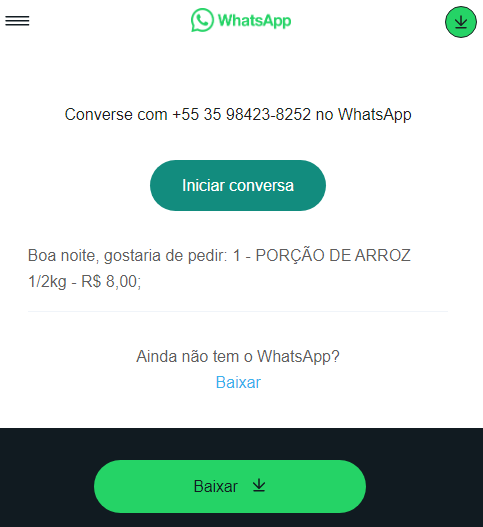 WhatsApp
Converse com +55 35 98423-8252 no WhatsApp
Iniciar conversa
Boa noite, gostaria de pedir: 1 - PORÇÃO DE ARROZ
1/2kg - R$ 8,00;
Ainda não tem o WhatsApp?
Baixar
Baixar